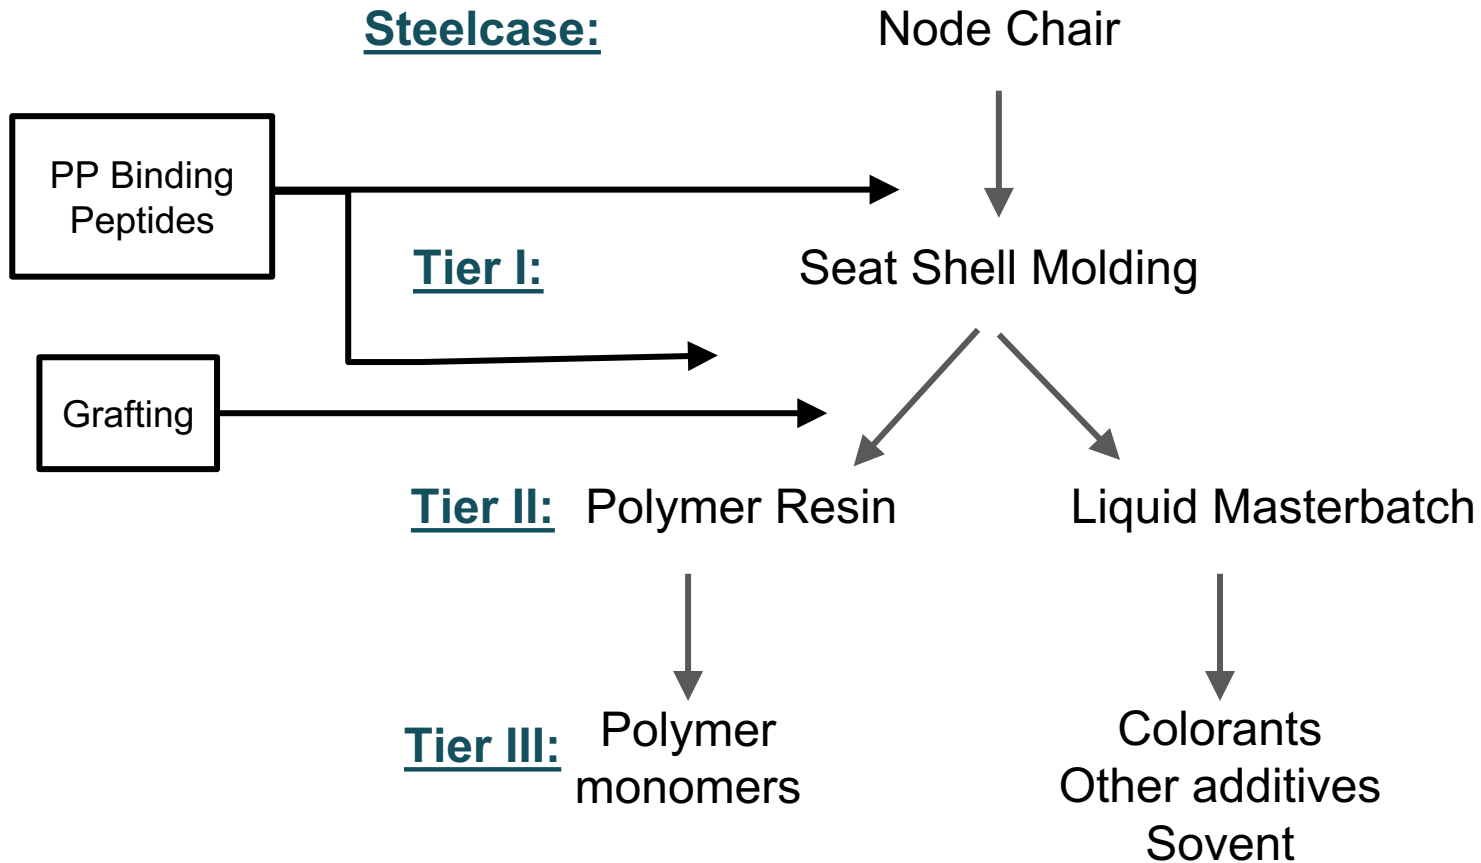 Steelcase: Node Chair
PP Binding
Peptides
Tier I: Seat Shell Molding
Grafting
Tier II: Polymer Resin Liquid Masterbatch
Tier III: Polymer
monomers
Colorants
Other additives
Sovent